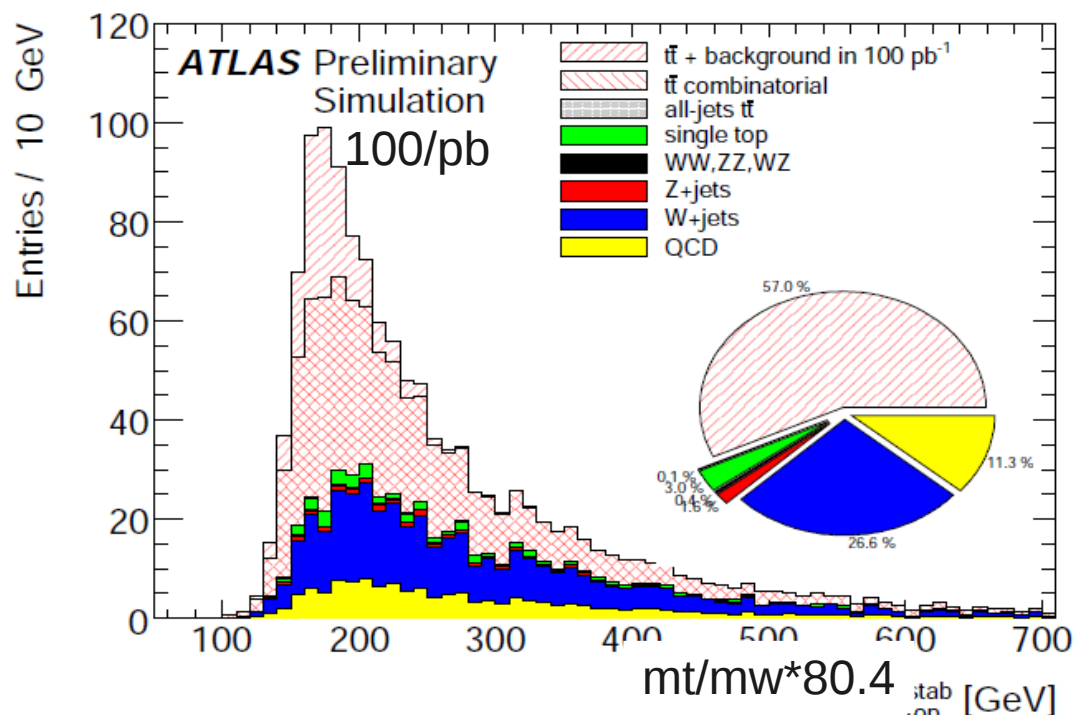 Entries / 10 GeV
120
100
80
60
40
20
0
ATLAS Preliminary
Simulation
100/pb
tt̄ + background in 100 pb⁻¹
tt̄ combinatorial
all-jets tt̄
single top
WW,ZZ,WZ
Z+jets
W+jets
QCD
57.0 %
0.1 %
3.0 %
0.4 %
1.6 %
26.6 %
11.3 %
100 200 300 400 500 600 700
mt/mw*80.4
stab
[GeV]